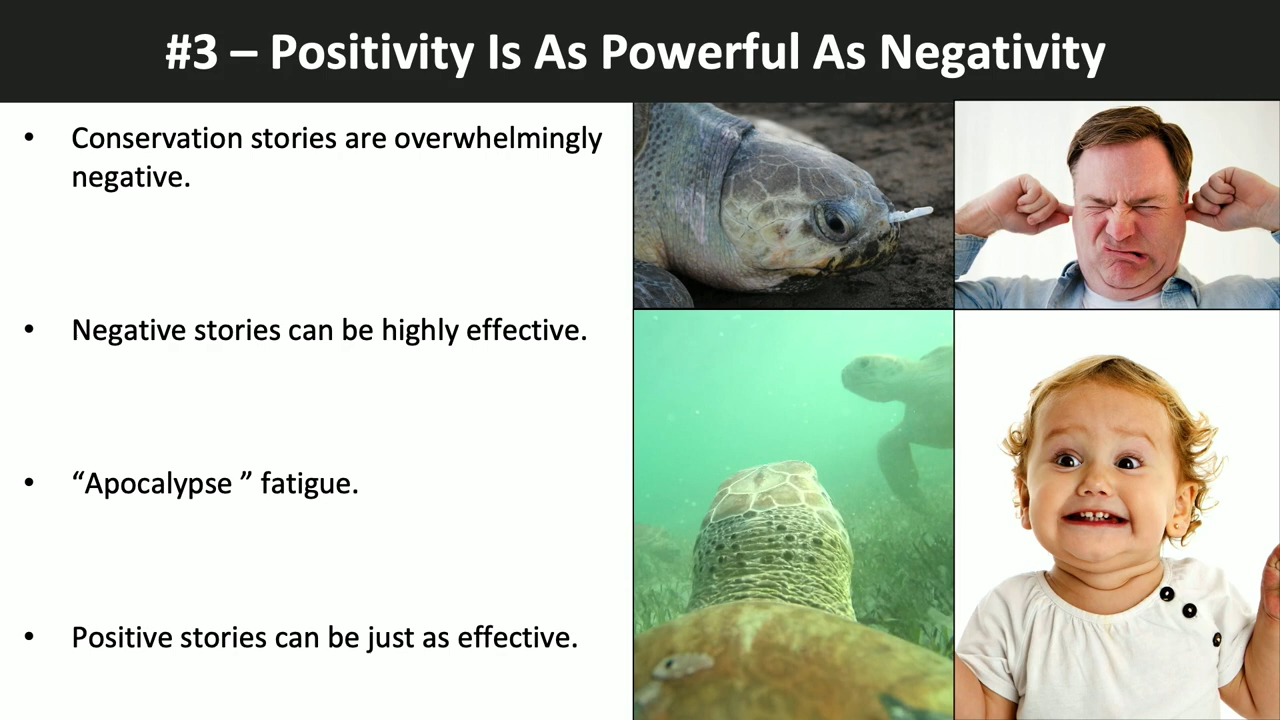 #3 – Positivity Is As Powerful As Negativity
• Conservation stories are overwhelmingly
negative.
• Negative stories can be highly effective.
• “Apocalypse ” fatigue.
• Positive stories can be just as effective.